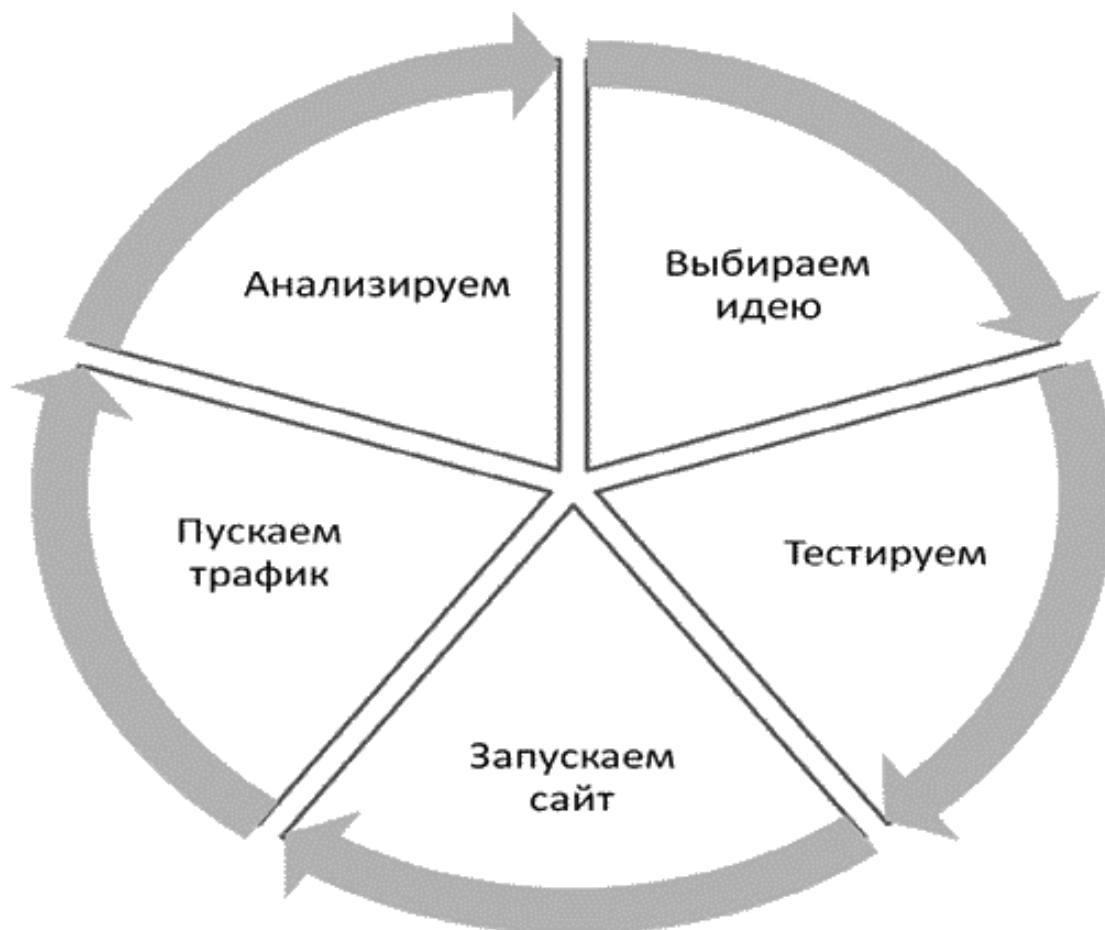 Анализируем
Выбираем
идею
Пускаем
трафик
Тестируем
Запускаем
сайт